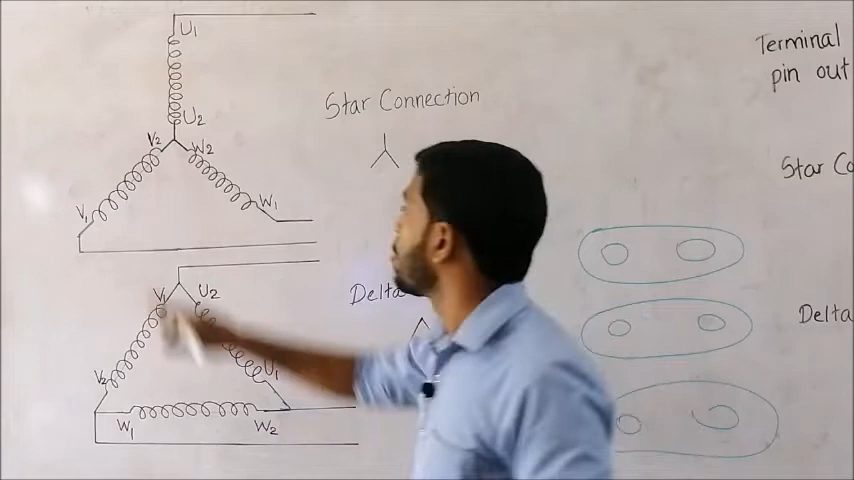 U1
U2
V2
W2
V1
W1
Star Connection
V1
U2
V2
U1
W1
W2
Delta
Terminal
pin out
Star Co
Delta